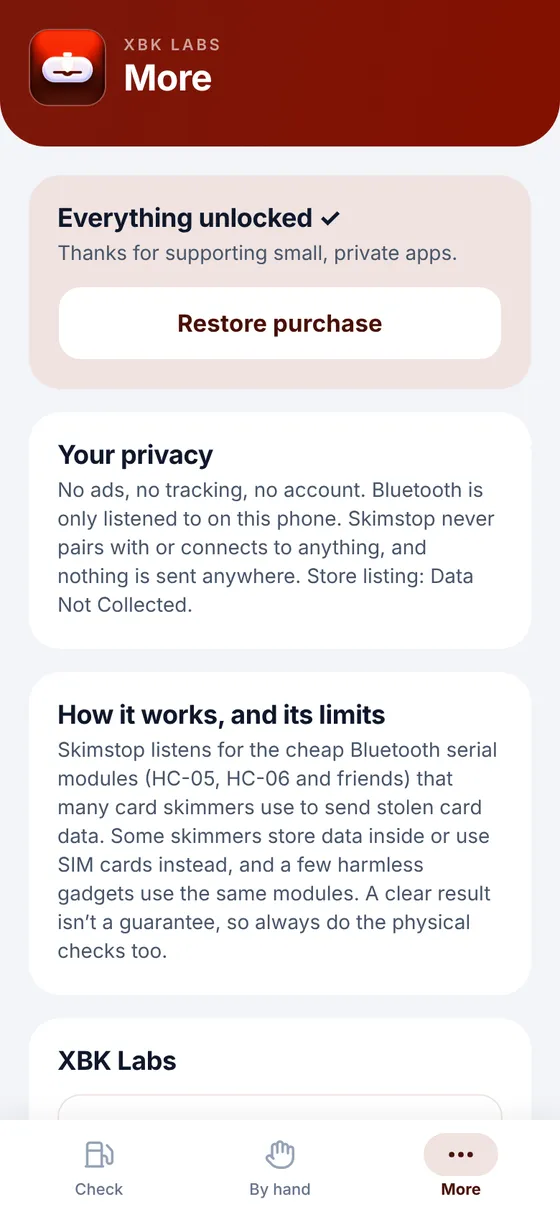 XBK LABS
More
Everything unlocked ✓
Thanks for supporting small, private apps.
Restore purchase
Your privacy
No ads, no tracking, no account. Bluetooth is
only listened to on this phone. Skimstop never
pairs with or connects to anything, and
nothing is sent anywhere. Store listing: Data
Not Collected.
How it works, and its limits
Skimstop listens for the cheap Bluetooth serial
modules (HC-05, HC-06 and friends) that
many card skimmers use to send stolen card
data. Some skimmers store data inside or use
SIM cards instead, and a few harmless
gadgets use the same modules. A clear result
isn’t a guarantee, so always do the physical
checks too.
XBK Labs
Check
By hand
More